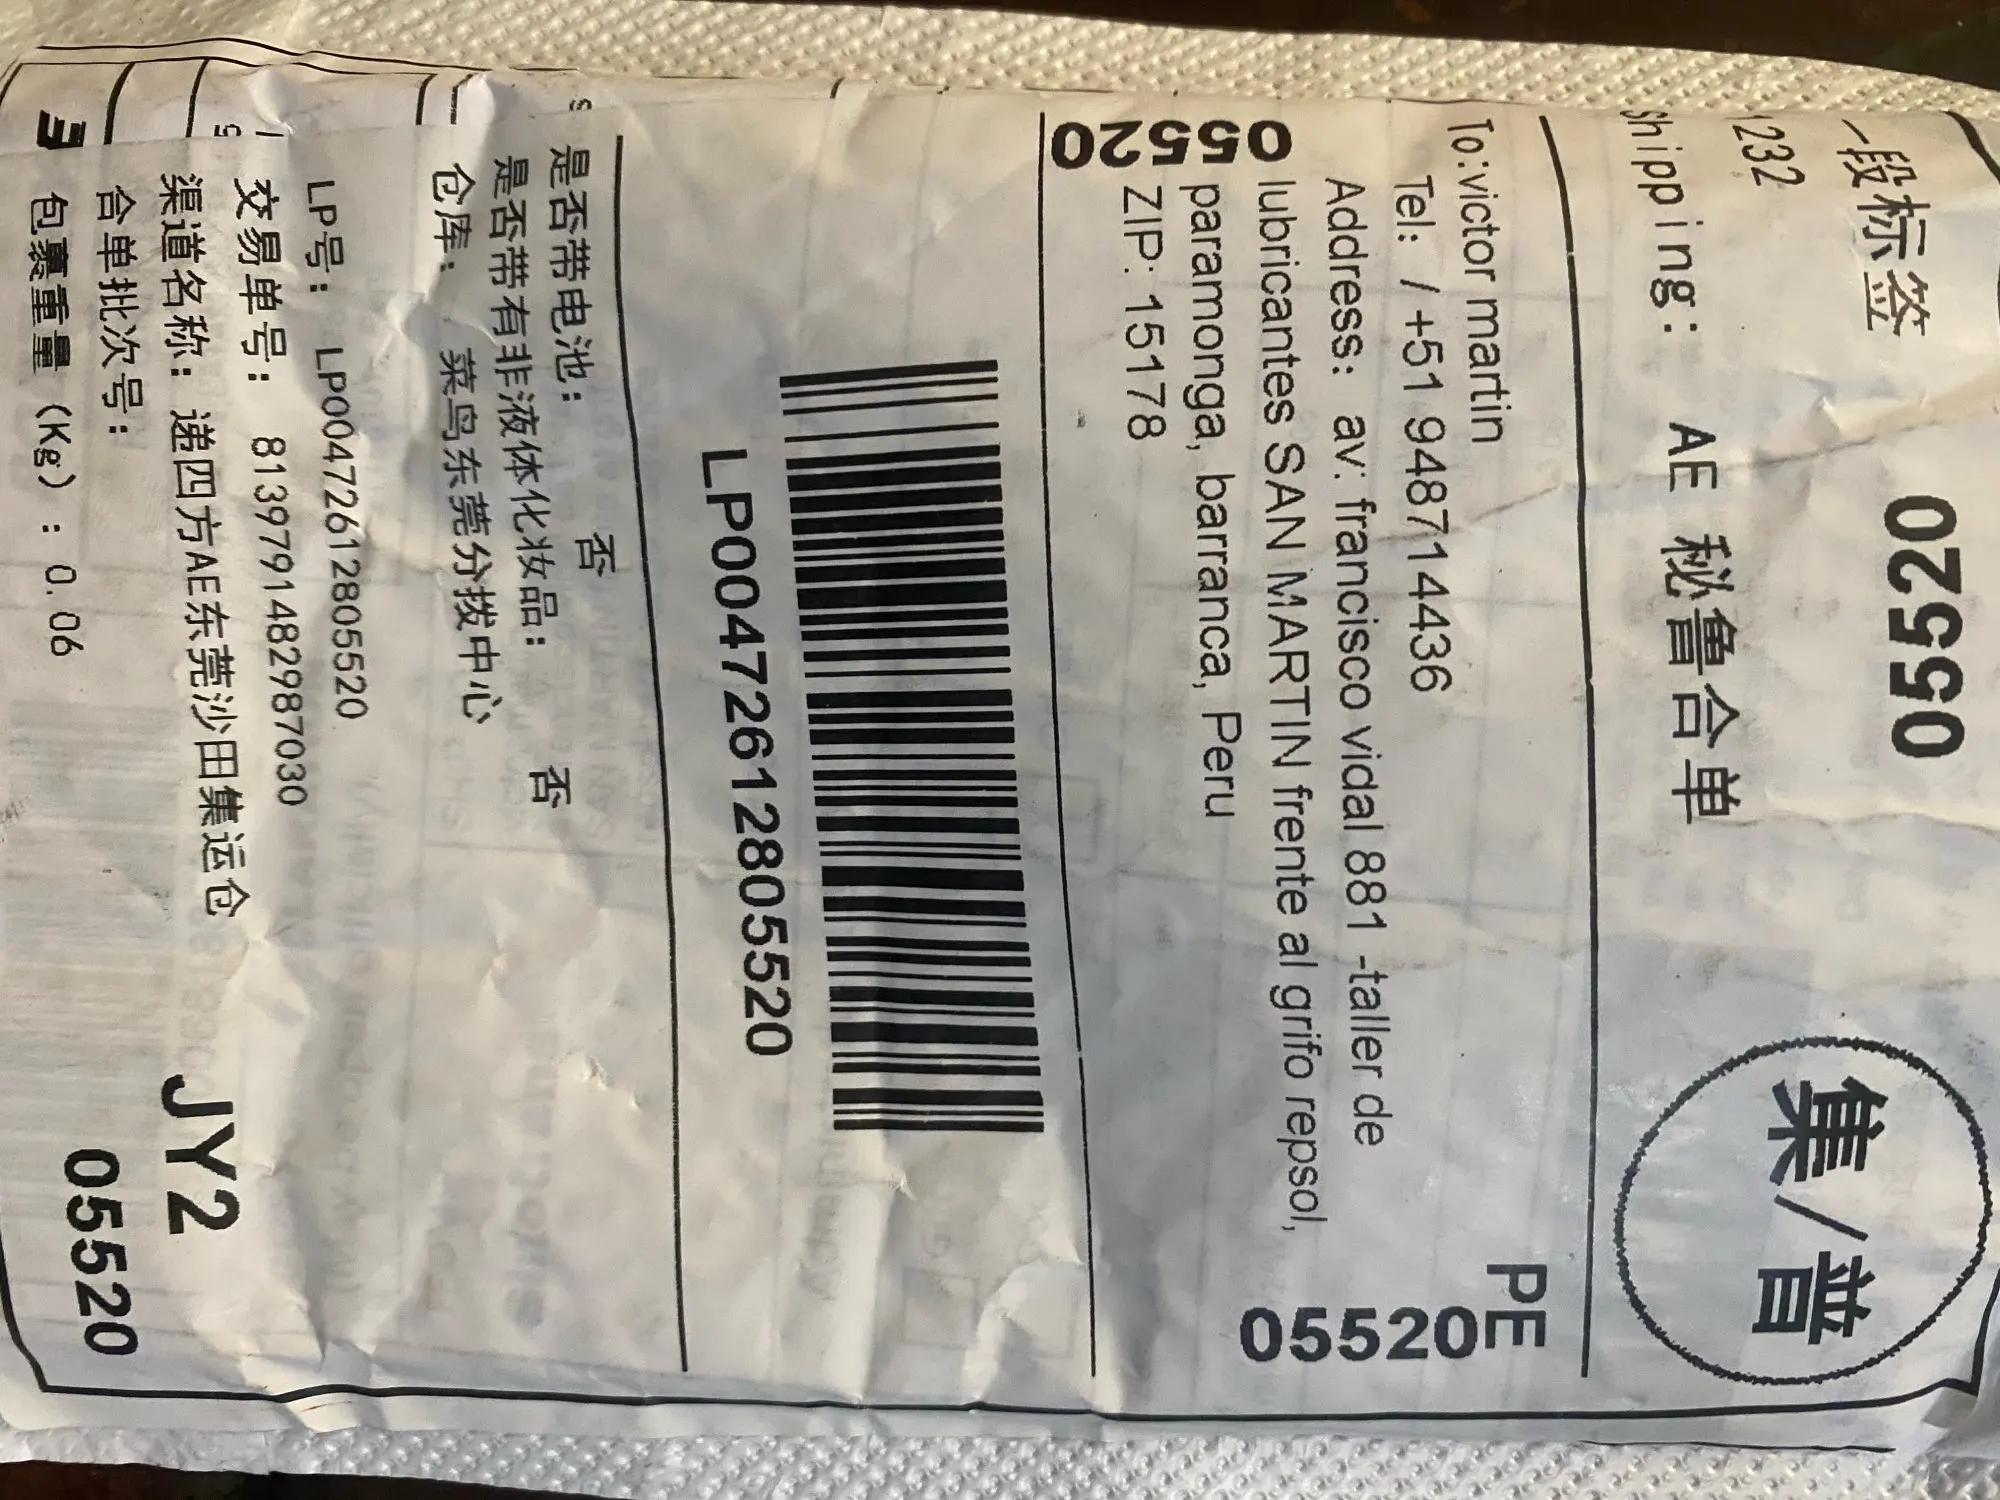 一段标签
1232
05520
集/普
shipping: AE 秘鲁合单
To:victor martin
PE
Tel: / +51 948714436
Address: av: francisco vidal 881 -taller de
05520
05520
lubricantes SAN MARTIN frente al grifo repsol,
paramonga, barranca, Peru
ZIP: 15178
LP00472612805520
是否带电池: 否
是否带有非液体化妆品: 否
仓库: 菜鸟东莞分拨中心
LP号: LP00472612805520
交易单号: 8139791482987030
渠道名称: 递四方AE东莞沙田集运仓
JY2
合单批次号:
包裹重量 (Kg) : 0.06
05520